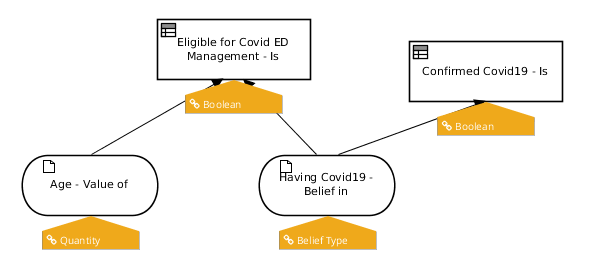 Eligible for Covid ED
Management - Is
Confirmed Covid19 - Is
Boolean
Boolean
Age - Value of
Having Covid19 -
Belief in
Quantity
Belief Type